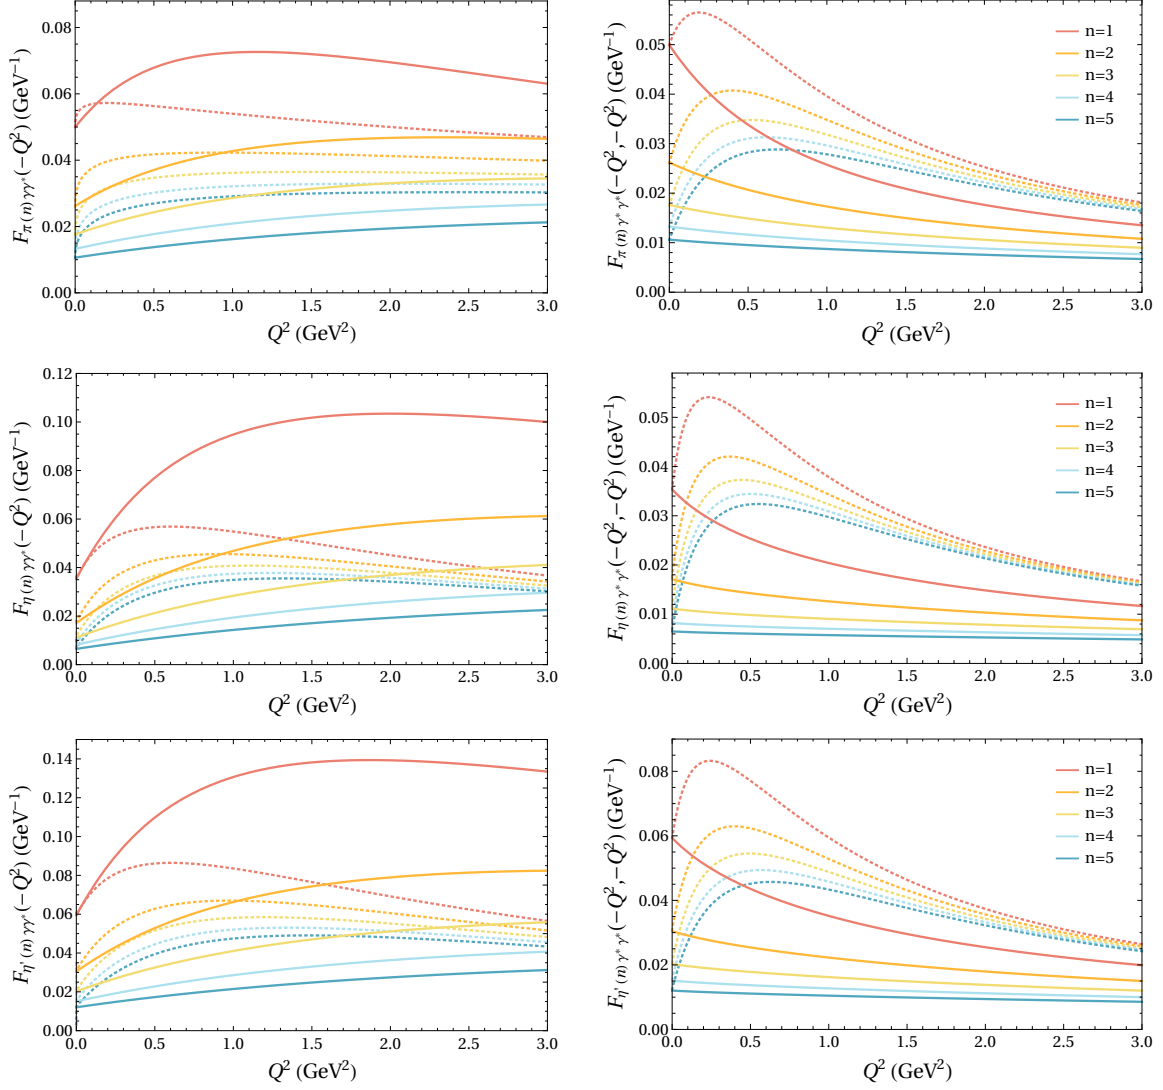 0.08
0.06
0.04
0.02
0.00
F_π(n)γγ*(−Q²) (GeV⁻¹)
0.0 0.5 1.0 1.5 2.0 2.5 3.0
Q² (GeV²)
0.05
0.04
0.03
0.02
0.01
0.00
F_π(n)γ*γ*(−Q²,−Q²) (GeV⁻¹)
n=1
n=2
n=3
n=4
n=5
0.0 0.5 1.0 1.5 2.0 2.5 3.0
Q² (GeV²)
0.12
0.10
0.08
0.06
0.04
0.02
0.00
F_η(n)γγ*(−Q²) (GeV⁻¹)
0.0 0.5 1.0 1.5 2.0 2.5 3.0
Q² (GeV²)
0.05
0.04
0.03
0.02
0.01
0.00
F_η(n)γ*γ*(−Q²,−Q²) (GeV⁻¹)
n=1
n=2
n=3
n=4
n=5
0.0 0.5 1.0 1.5 2.0 2.5 3.0
Q² (GeV²)
0.14
0.12
0.10
0.08
0.06
0.04
0.02
0.00
F_η′(n)γγ*(−Q²) (GeV⁻¹)
0.0 0.5 1.0 1.5 2.0 2.5 3.0
Q² (GeV²)
0.08
0.06
0.04
0.02
0.00
F_η′(n)γ*γ*(−Q²,−Q²) (GeV⁻¹)
n=1
n=2
n=3
n=4
n=5
0.0 0.5 1.0 1.5 2.0 2.5 3.0
Q² (GeV²)